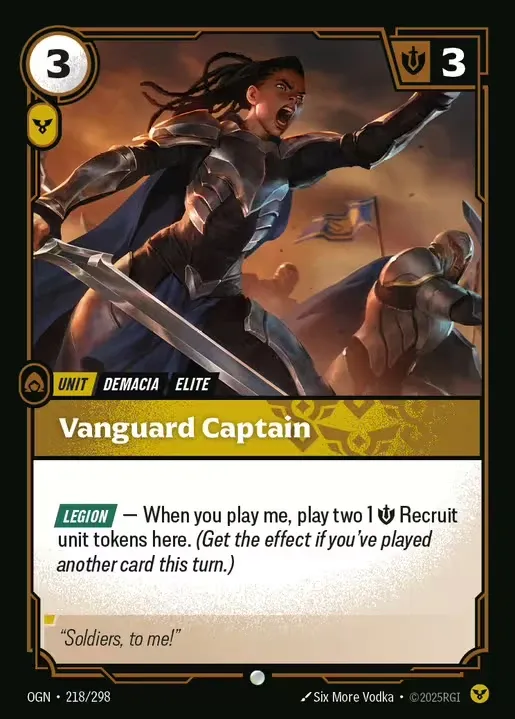 3
3
UNIT DEMACIA ELITE
Vanguard Captain
LEGION — When you play me, play two 1 Recruit
unit tokens here. (Get the effect if you've played
another card this turn.)
“Soldiers, to me!”
OGN • 218/298
Six More Vodka • ©2025RGI